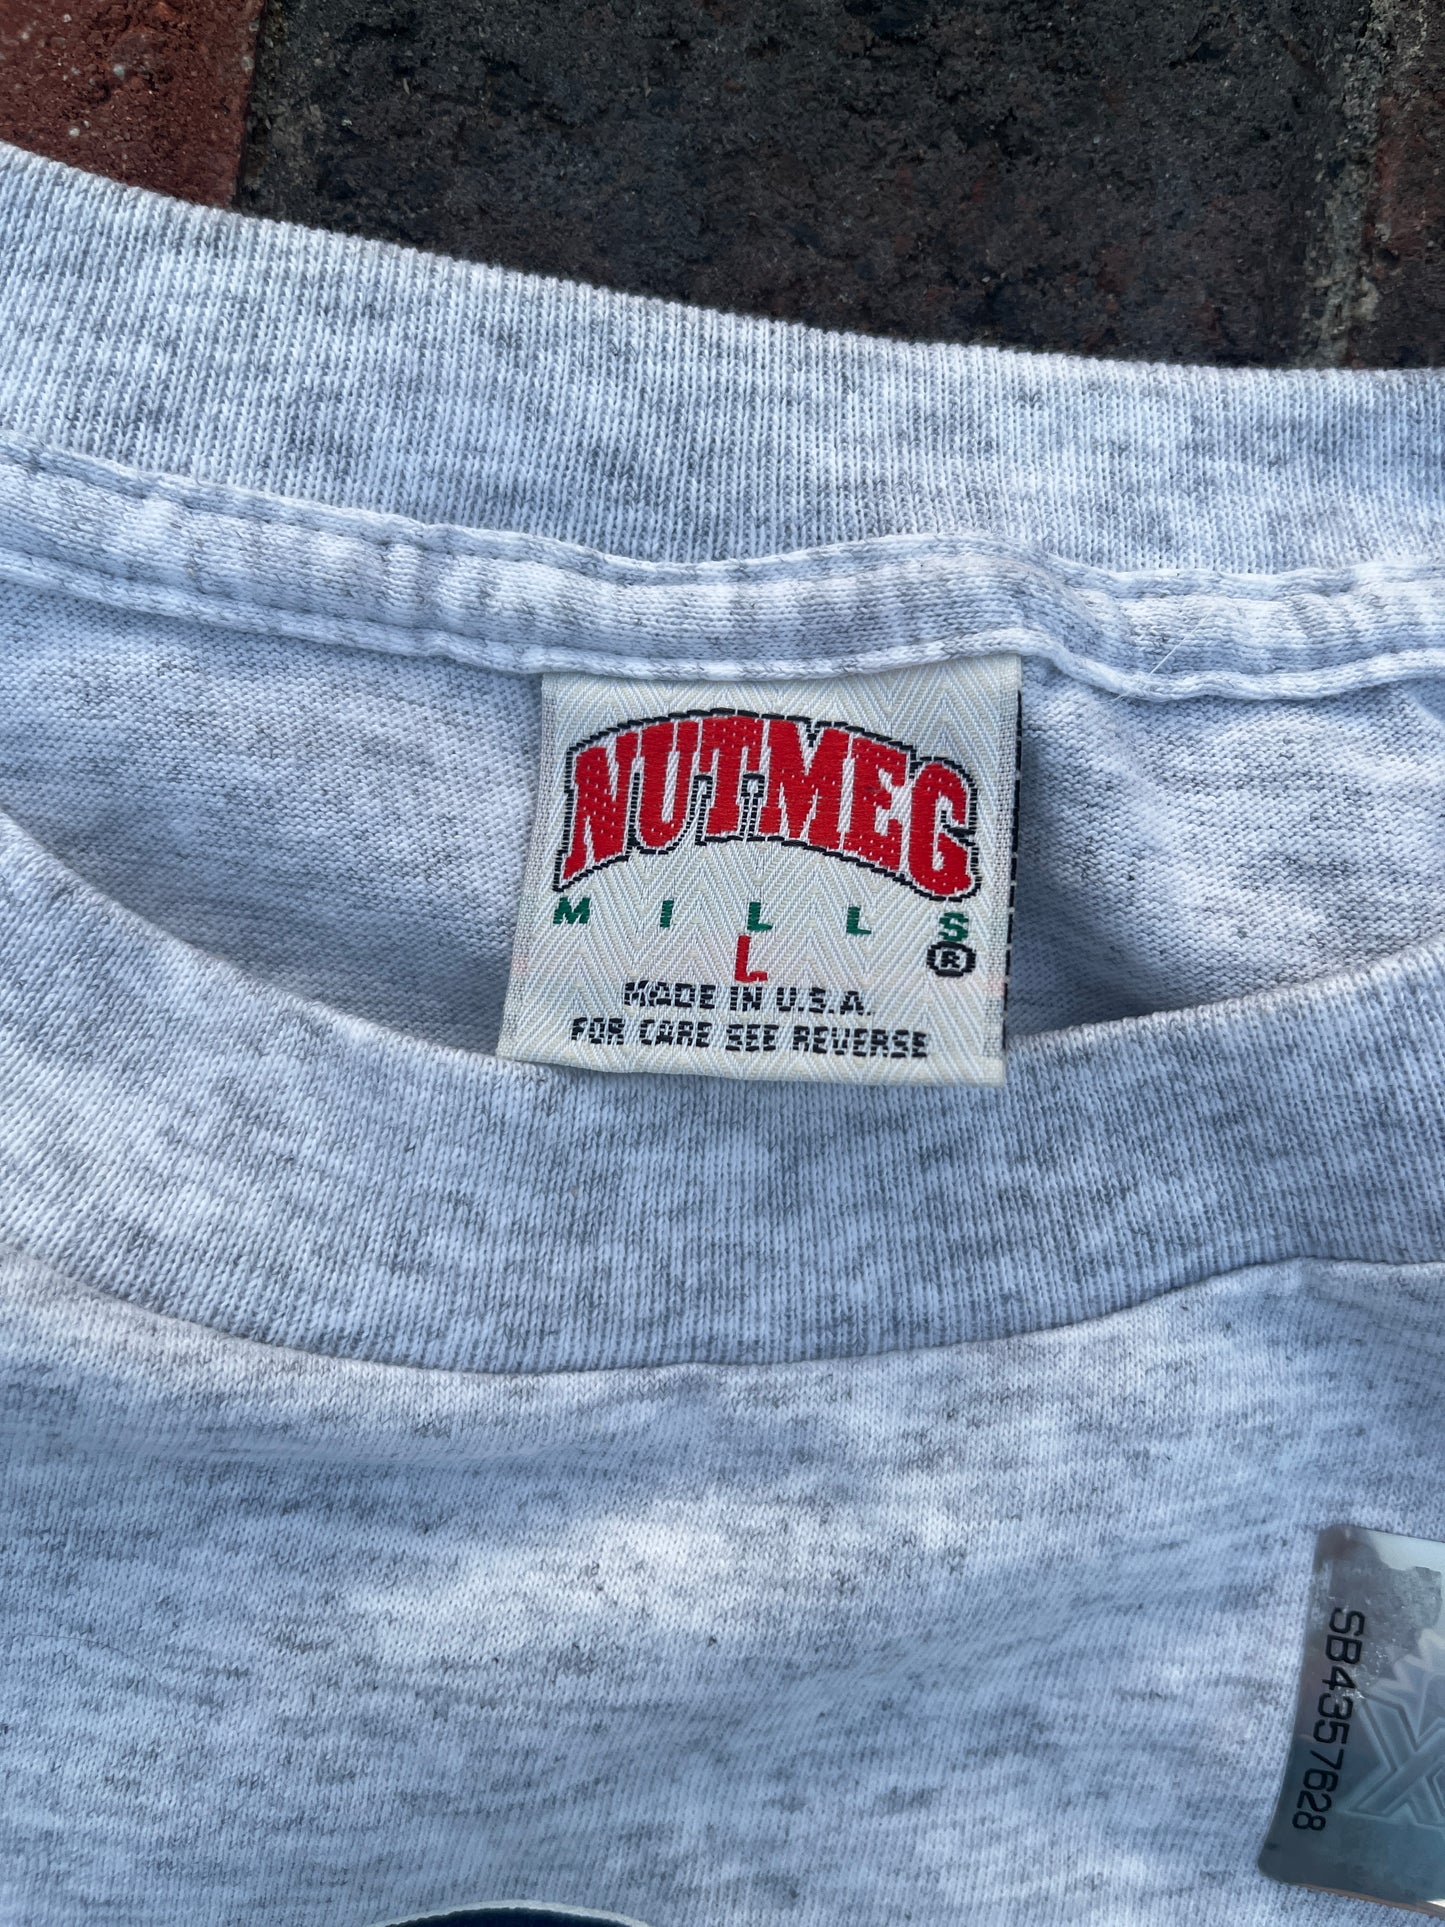 NUTMEG
MILLS
®
L
MADE IN U.S.A.
FOR CARE SEE REVERSE
SB4357628